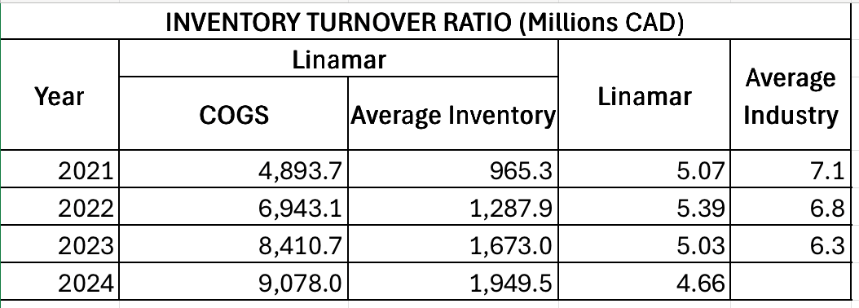 INVENTORY TURNOVER RATIO (Millions CAD)
Year Linamar Linamar Average Industry
COGS Average Inventory
2021 4,893.7 965.3 5.07 7.1
2022 6,943.1 1,287.9 5.39 6.8
2023 8,410.7 1,673.0 5.03 6.3
2024 9,078.0 1,949.5 4.66